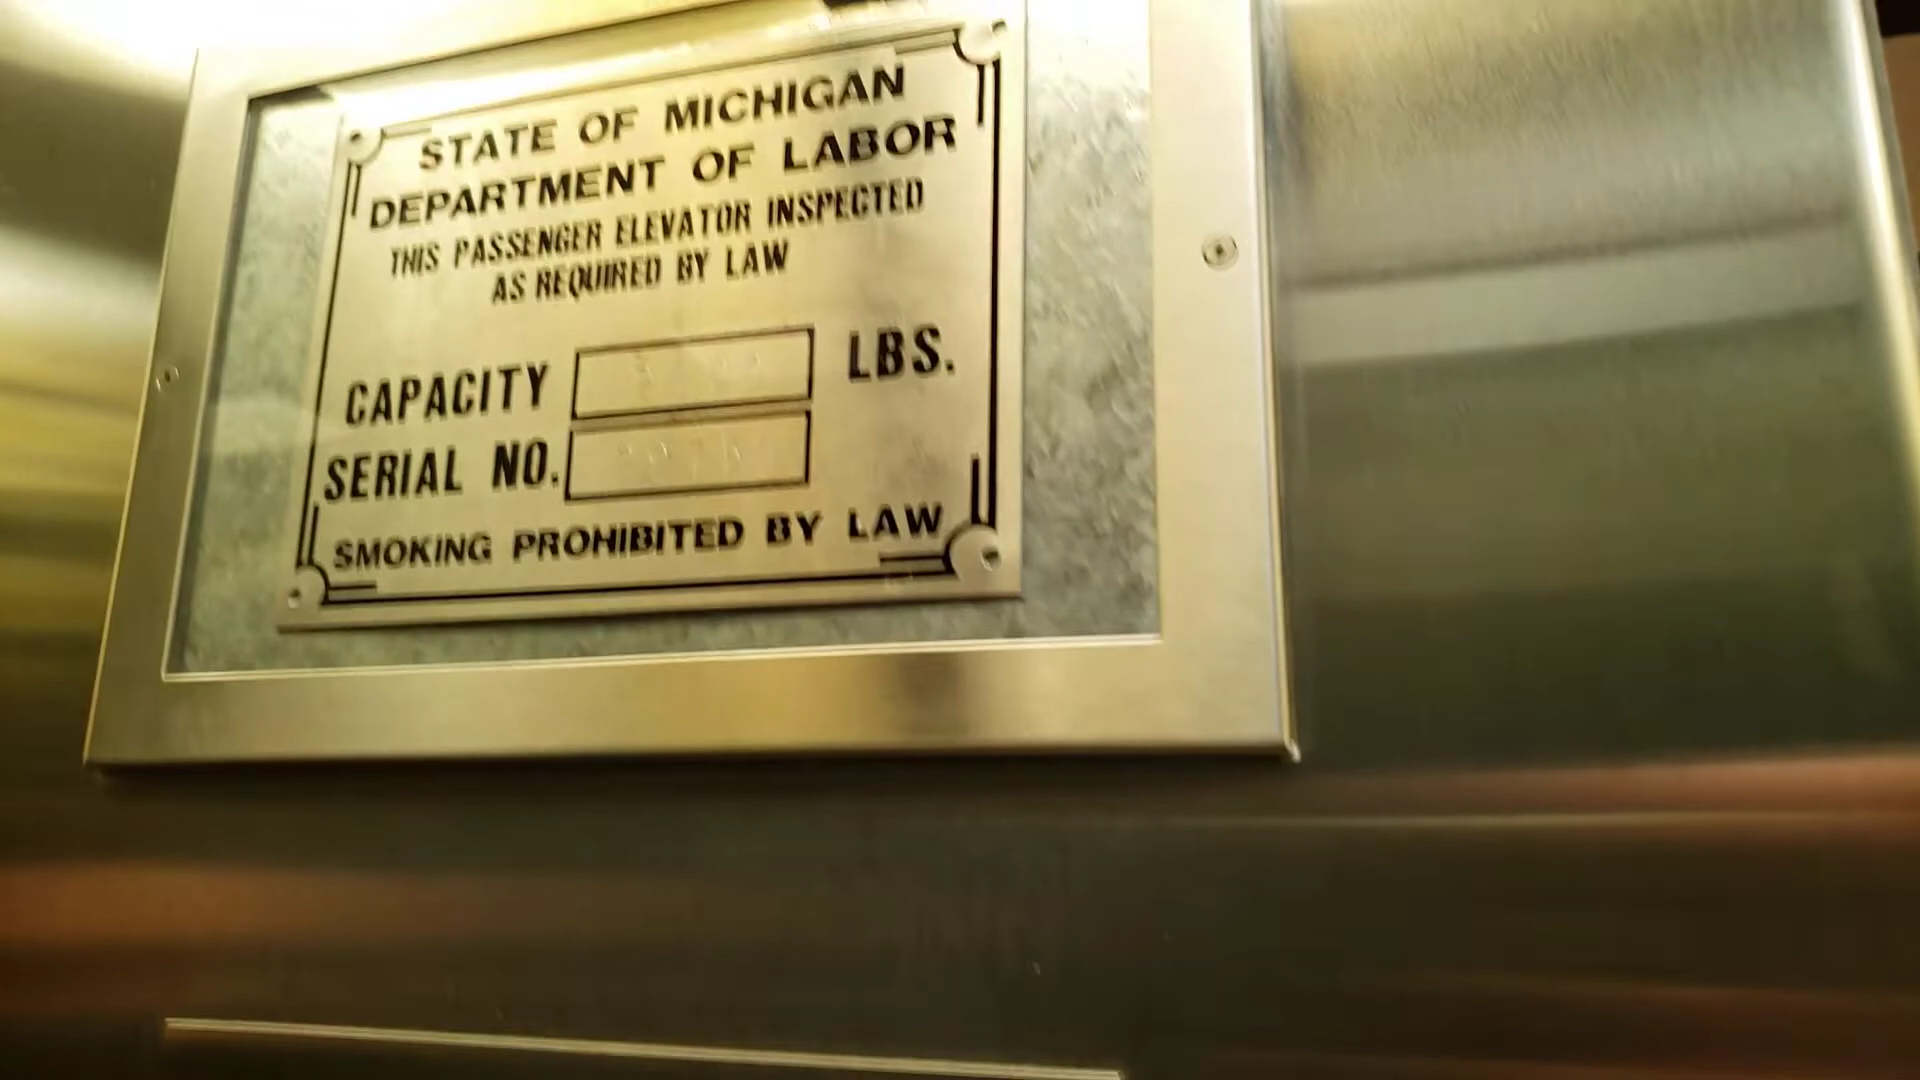 STATE OF MICHIGAN
DEPARTMENT OF LABOR
THIS PASSENGER ELEVATOR INSPECTED
AS REQUIRED BY LAW
CAPACITY LBS.
SERIAL NO.
SMOKING PROHIBITED BY LAW